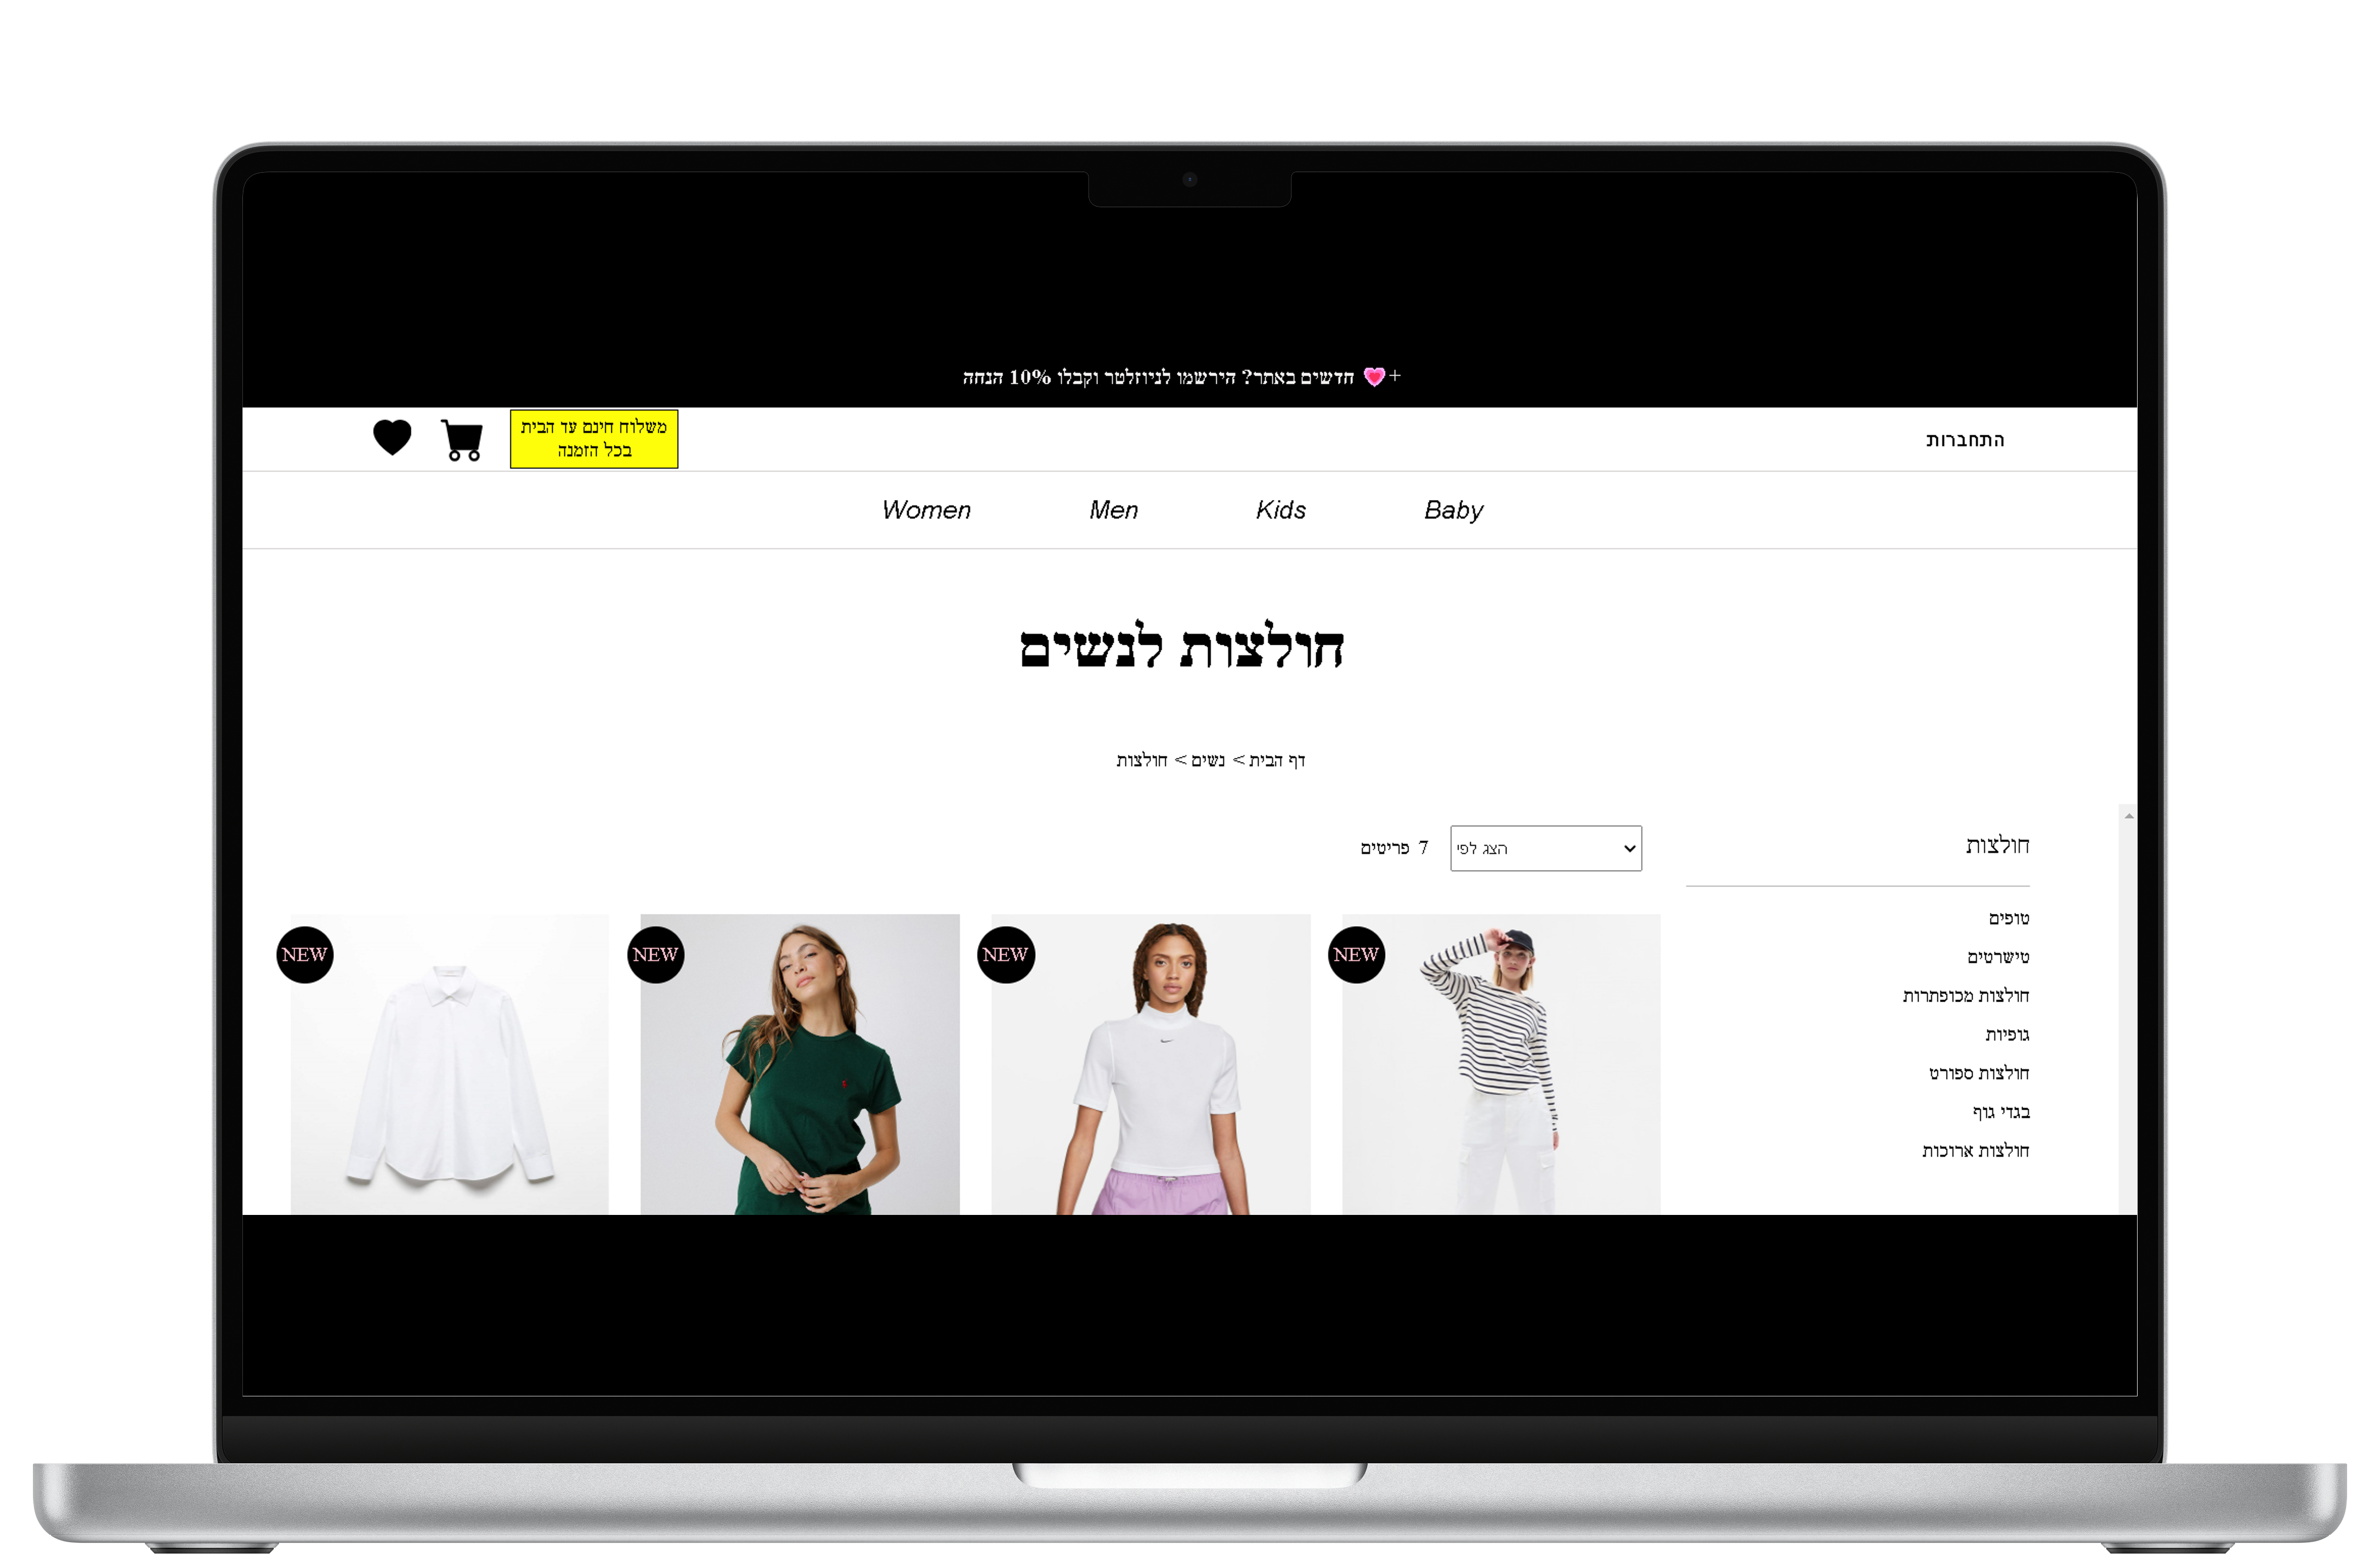 +💗 חדשים באתר? הירשמו לניוזלטר וקבלו 10% הנחה
התחברות
משלוח חינם עד הבית
בכל הזמנה
Women Men Kids Baby
חולצות לנשים
דף הבית > נשים > חולצות
חולצות
הצג לפי
7 פריטים
טופים
טישרטים
חולצות מכופתרות
גופיות
חולצות ספורט
בגדי גוף
חולצות ארוכות
NEW
NEW
NEW
NEW